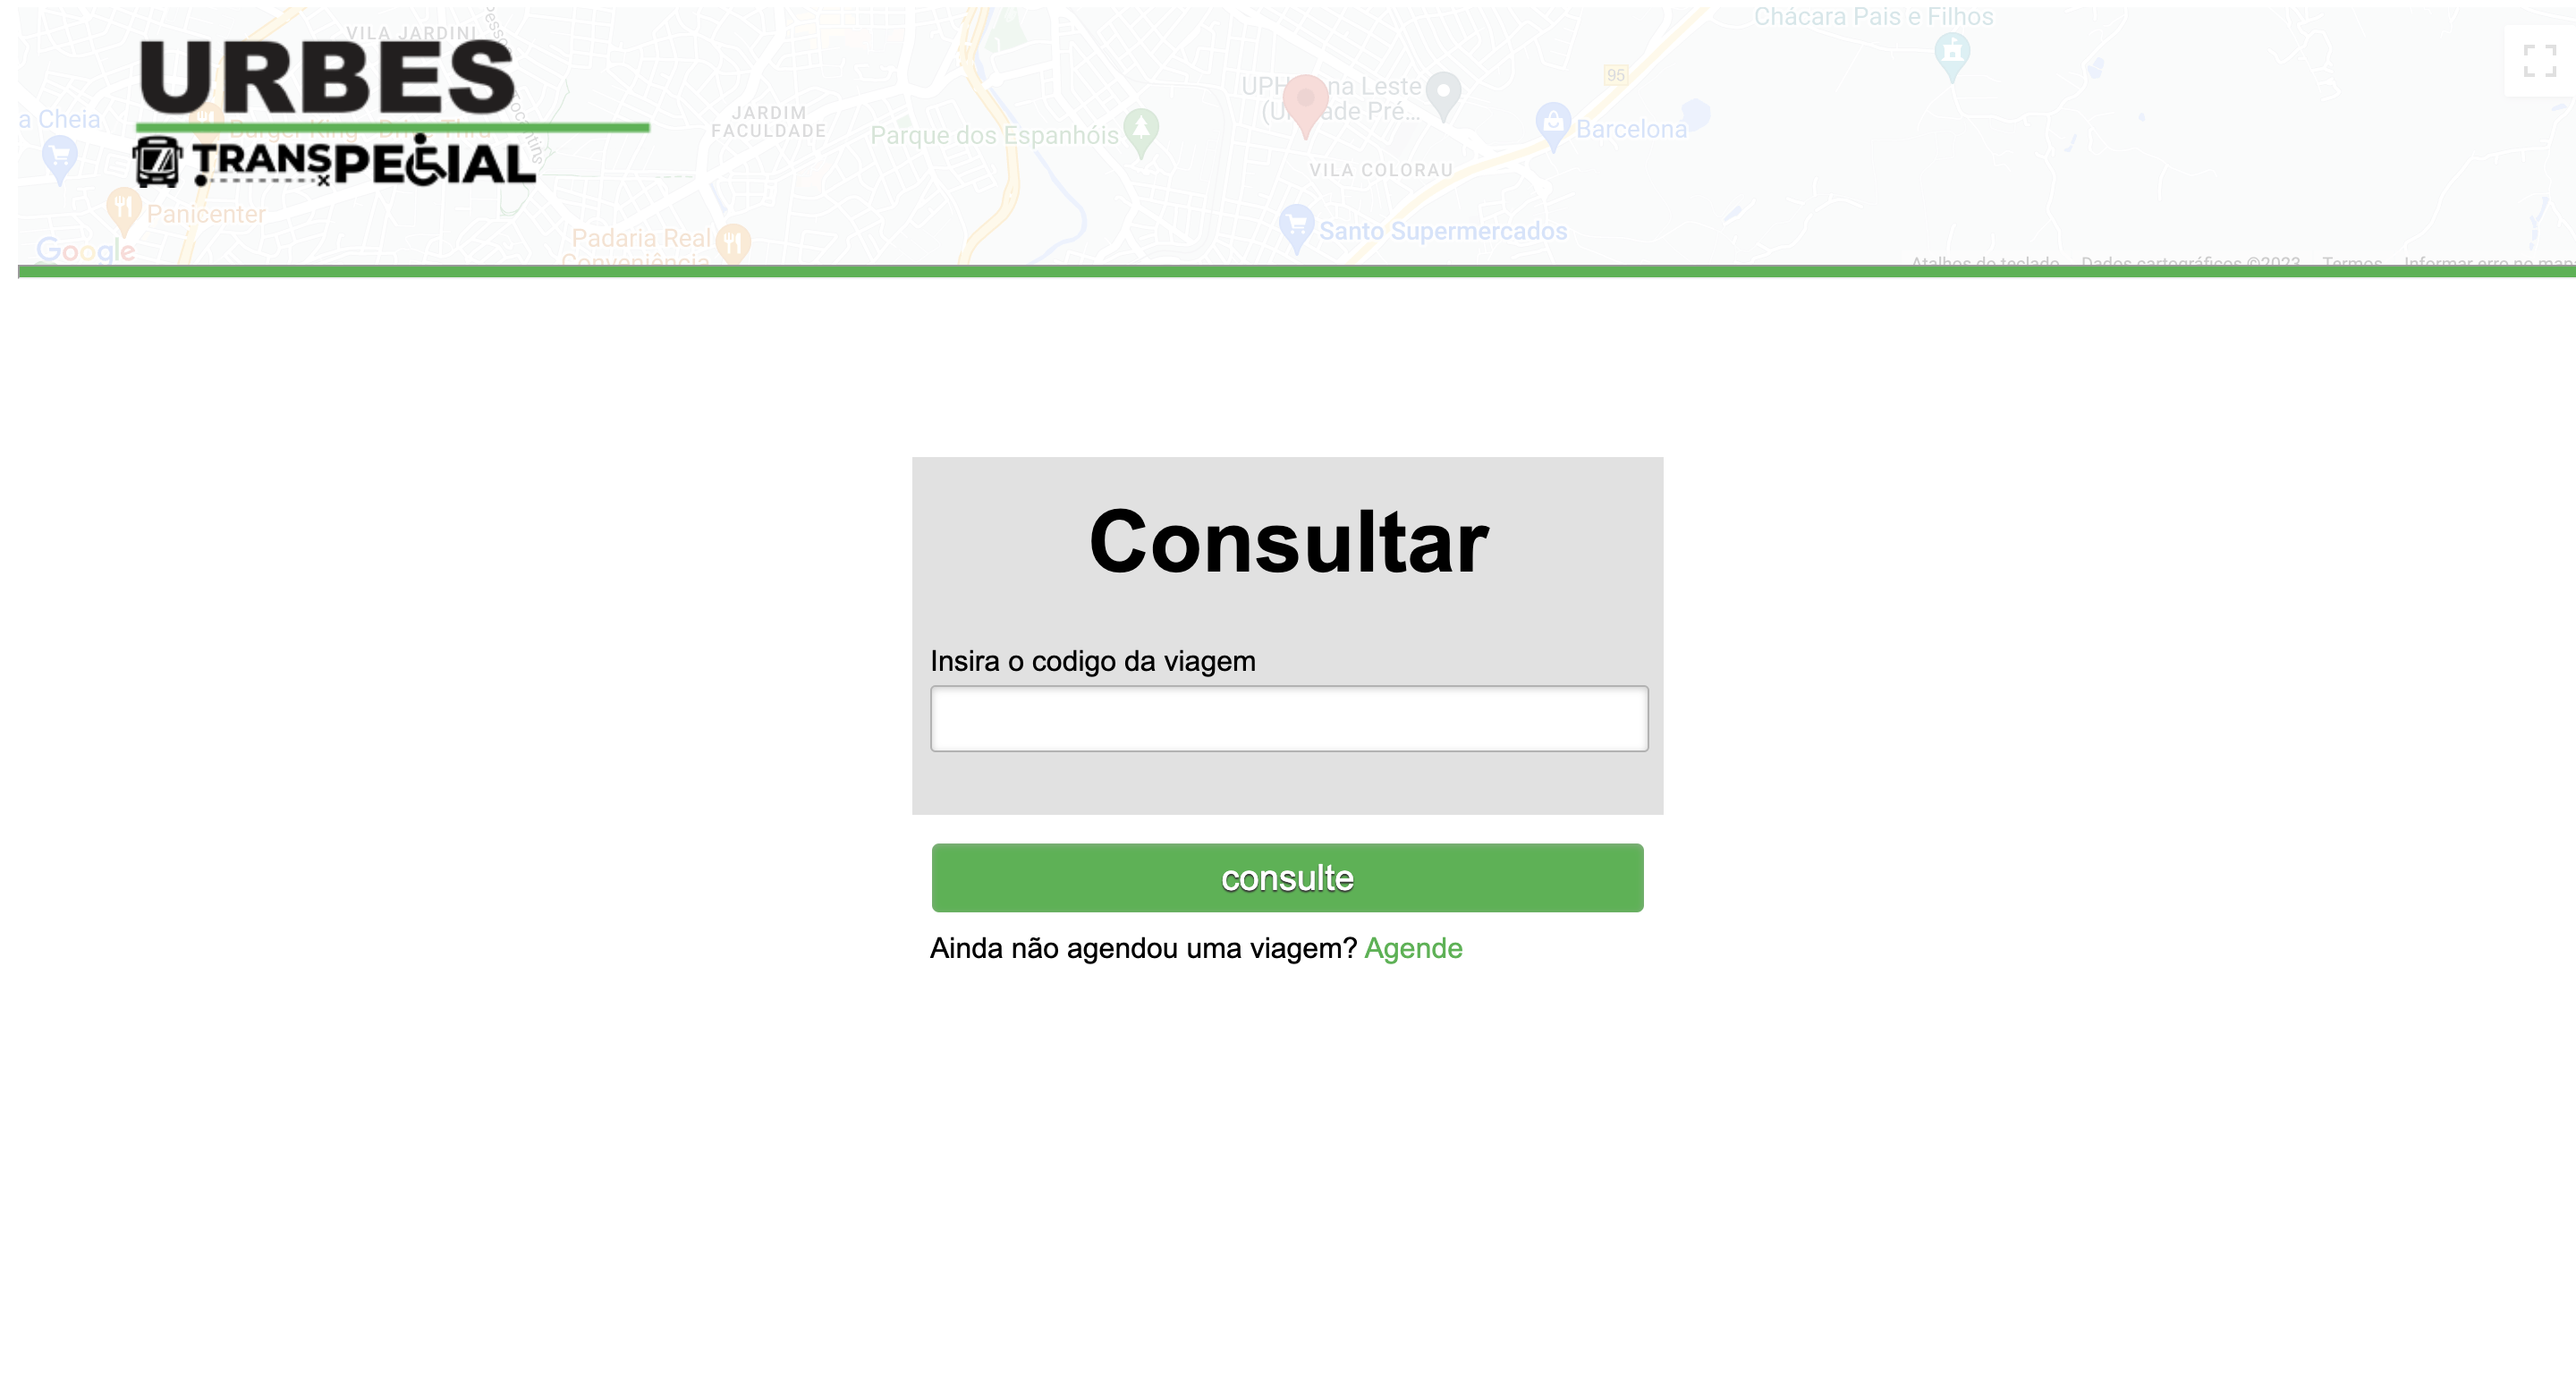 Chácara Pais e Filhos
VILA JARDINI
URBES
95
UPH
na Leste
ade Pré...
a Cheia
JARDIM
FACULDADE
Parque dos Espanhóis
Barcelona
TRANSPECIAL
VILA COLORAU
Panicenter
Santo Supermercados
Padaria Real
Conveniência
Google
Atalhos do teclado Dados cartográficos ©2023 Termos Informar erro no mapa
Consultar
Insira o codigo da viagem
consulte
Ainda não agendou uma viagem? Agende